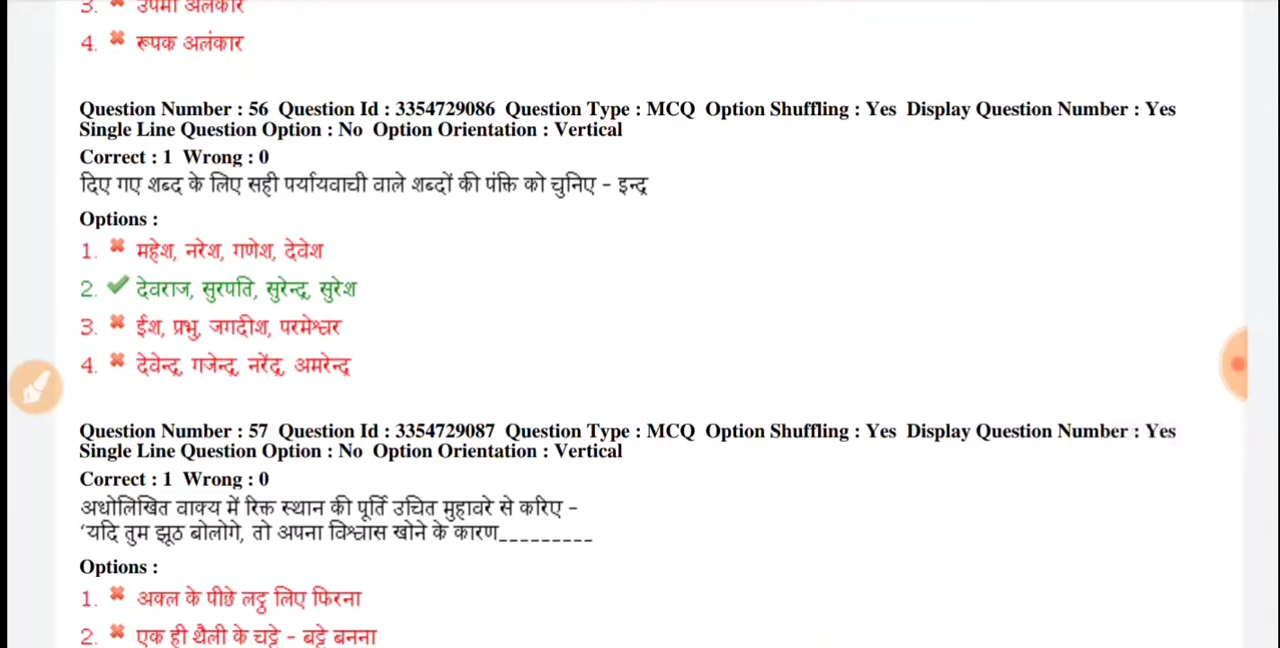 3. उपमा अलंकार
4. रूपक अलंकार
Question Number : 56 Question Id : 3354729086 Question Type : MCQ Option Shuffling : Yes Display Question Number : Yes
Single Line Question Option : No Option Orientation : Vertical
Correct : 1 Wrong : 0
दिए गए शब्द के लिए सही पर्यायवाची वाले शब्दों की पंक्ति को चुनिए - इन्द्र
Options :
1. महेश, नरेश, गणेश, देवेश
2. देवराज, सुरपति, सुरेन्द्र, सुरेश
3. ईश, प्रभु, जगदीश, परमेश्वर
4. देवेन्द्र, गजेन्द्र, नरेंद्र, अमरेन्द्र
Question Number : 57 Question Id : 3354729087 Question Type : MCQ Option Shuffling : Yes Display Question Number : Yes
Single Line Question Option : No Option Orientation : Vertical
Correct : 1 Wrong : 0
अधोलिखित वाक्य में रिक्त स्थान की पूर्ति उचित मुहावरे से करिए -
‘यदि तुम झूठ बोलोगे, तो अपना विश्वास खोने के कारण_________
Options :
1. अक्ल के पीछे लट्ठ लिए फिरना
2. एक ही थैली के चट्टे - बट्टे बनना